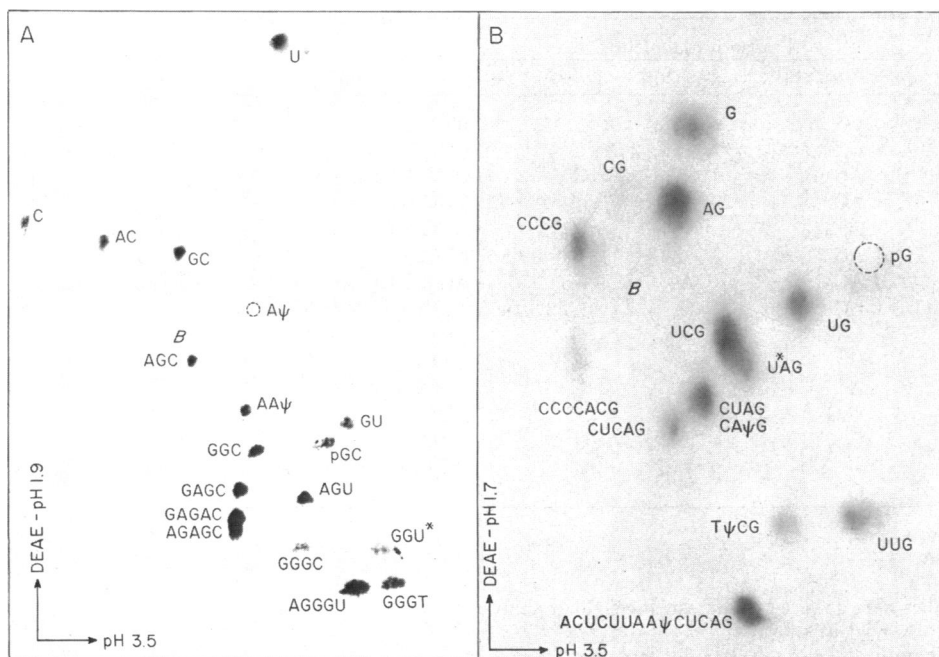 A
U
C
AC
GC
Aψ
B
AGC
AAψ
GU
GGC
pGC
GAGC
AGU
GAGAC
AGAGC
GGU*
GGGC
AGGGU
GGGT
DEAE - pH 1.9
pH 3.5
B
G
CG
AG
CCCG
pG
B
UG
UCG
U*AG
CCCCACG
CUAG
CAψG
CUCAG
TψCG
UUG
ACUCUUAAψCUCAG
DEAE - pH 1.7
pH 3.5